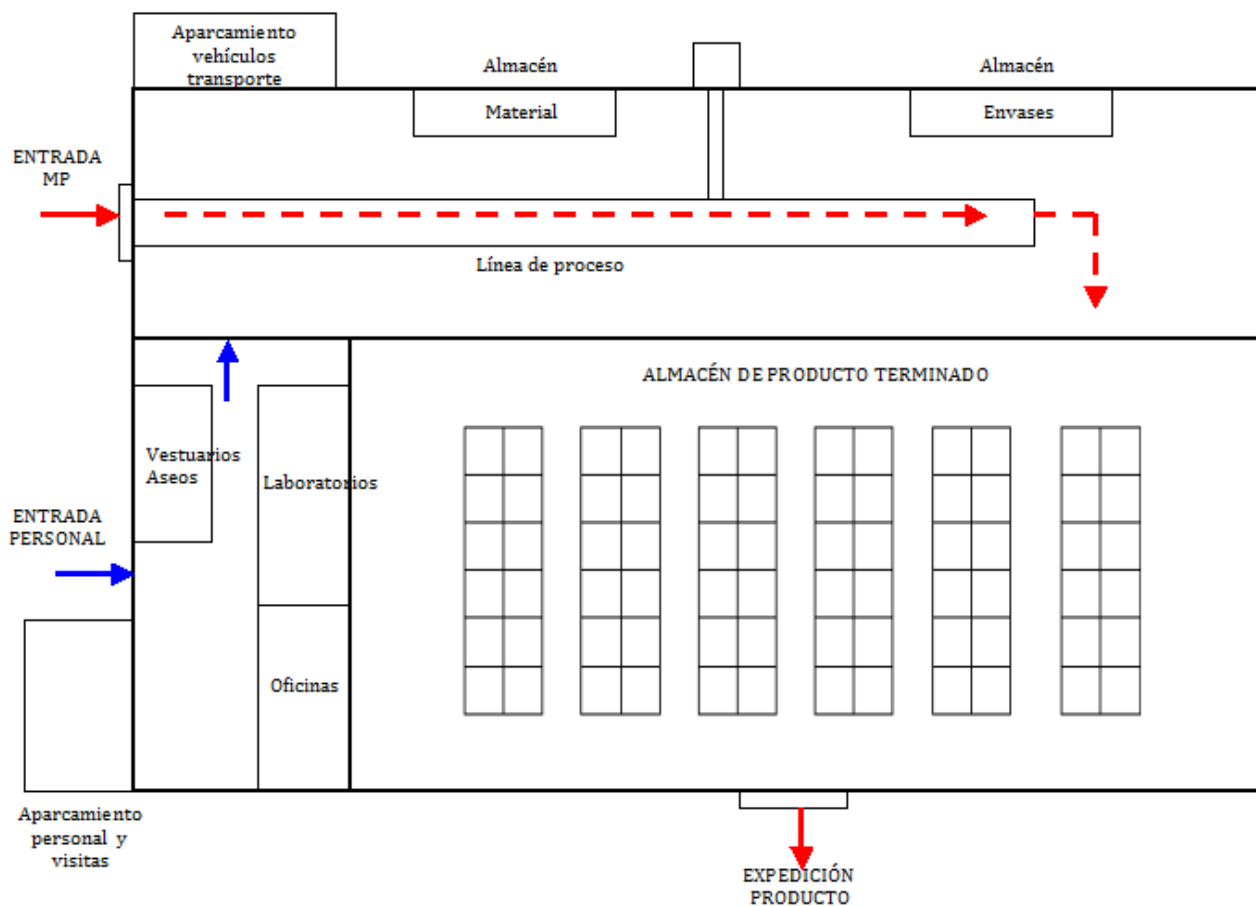 Aparcamiento
vehículos
transporte
Almacén
Almacén
Material
Envases
ENTRADA
MP
Línea de proceso
ALMACÉN DE PRODUCTO TERMINADO
Vestuarios
Aseos
Laboratorios
ENTRADA
PERSONAL
Oficinas
Aparcamiento
personal y
visitas
EXPEDICIÓN
PRODUCTO